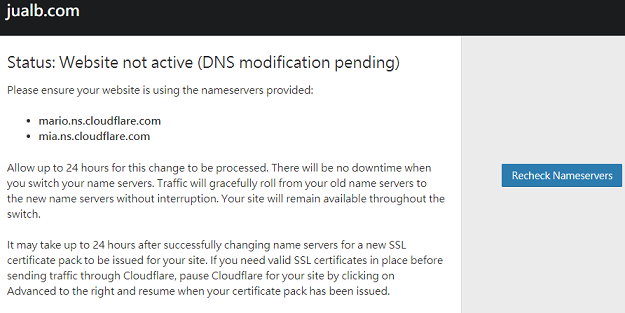 jualb.com
Status: Website not active (DNS modification pending)
Please ensure your website is using the nameservers provided:
• mario.ns.cloudflare.com
• mia.ns.cloudflare.com
Allow up to 24 hours for this change to be processed. There will be no downtime when
you switch your name servers. Traffic will gracefully roll from your old name servers to
the new name servers without interruption. Your site will remain available throughout the
switch.
Recheck Nameservers
It may take up to 24 hours after successfully changing name servers for a new SSL
certificate pack to be issued for your site. If you need valid SSL certificates in place before
sending traffic through Cloudflare, pause Cloudflare for your site by clicking on
Advanced to the right and resume when your certificate pack has been issued.